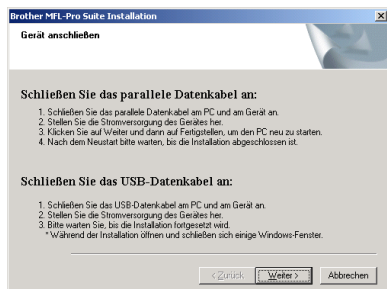 Brother MFL-Pro Suite Installation
Gerät anschließen
Schließen Sie das parallele Datenkabel an:
1. Schließen Sie das parallele Datenkabel am PC und am Gerät an.
2. Stellen Sie die Stromversorgung des Gerätes her.
3. Klicken Sie auf Weiter und dann auf Fertigstellen, um den PC neu zu starten.
4. Nach dem Neustart bitte warten, bis die Installation abgeschlossen ist.
Schließen Sie das USB-Datenkabel an:
1. Schließen Sie das USB-Datenkabel am PC und am Gerät an.
2. Stellen Sie die Stromversorgung des Gerätes her.
3. Bitte warten Sie, bis die Installation fortgesetzt wird.
* Während der Installation öffnen und schließen sich einige Windows-Fenster.
< Zurück Weiter > Abbrechen